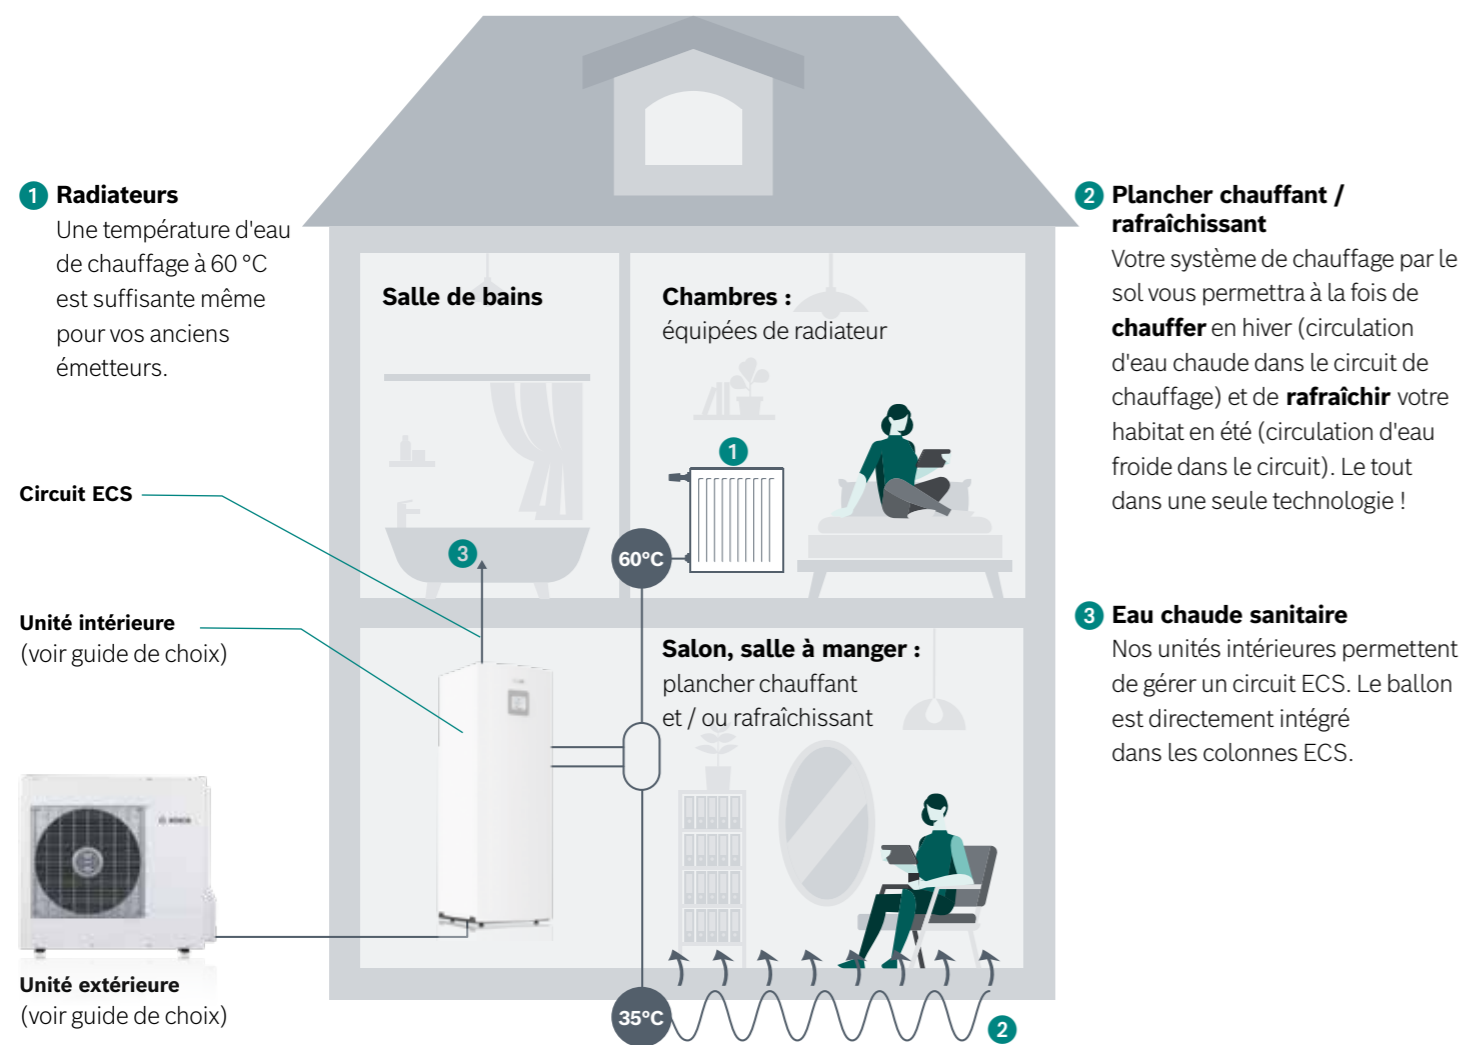 1 Radiateurs
Une température d'eau
de chauffage à 60 °C
est suffisante même
pour vos anciens
émetteurs.
Circuit ECS
Unité intérieure
(voir guide de choix)
Unité extérieure
(voir guide de choix)
Salle de bains
3
Chambres :
équipées de radiateur
1
60°C
Salon, salle à manger :
plancher chauffant
et / ou rafraîchissant
35°C
2
BOSCH
2 Plancher chauffant /
rafraîchissant
Votre système de chauffage par le
sol vous permettra à la fois de
chauffer en hiver (circulation
d'eau chaude dans le circuit de
chauffage) et de rafraîchir votre
habitat en été (circulation d'eau
froide dans le circuit). Le tout
dans une seule technologie !
3 Eau chaude sanitaire
Nos unités intérieures permettent
de gérer un circuit ECS. Le ballon
est directement intégré
dans les colonnes ECS.